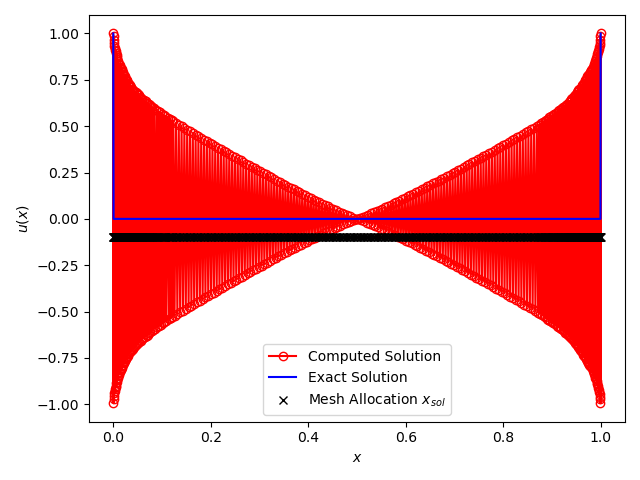 1.00
0.75
0.50
0.25
0.00
−0.25
−0.50
−0.75
−1.00
u(x)
Computed Solution
Exact Solution
Mesh Allocation x_sol
0.0 0.2 0.4 0.6 0.8 1.0
x